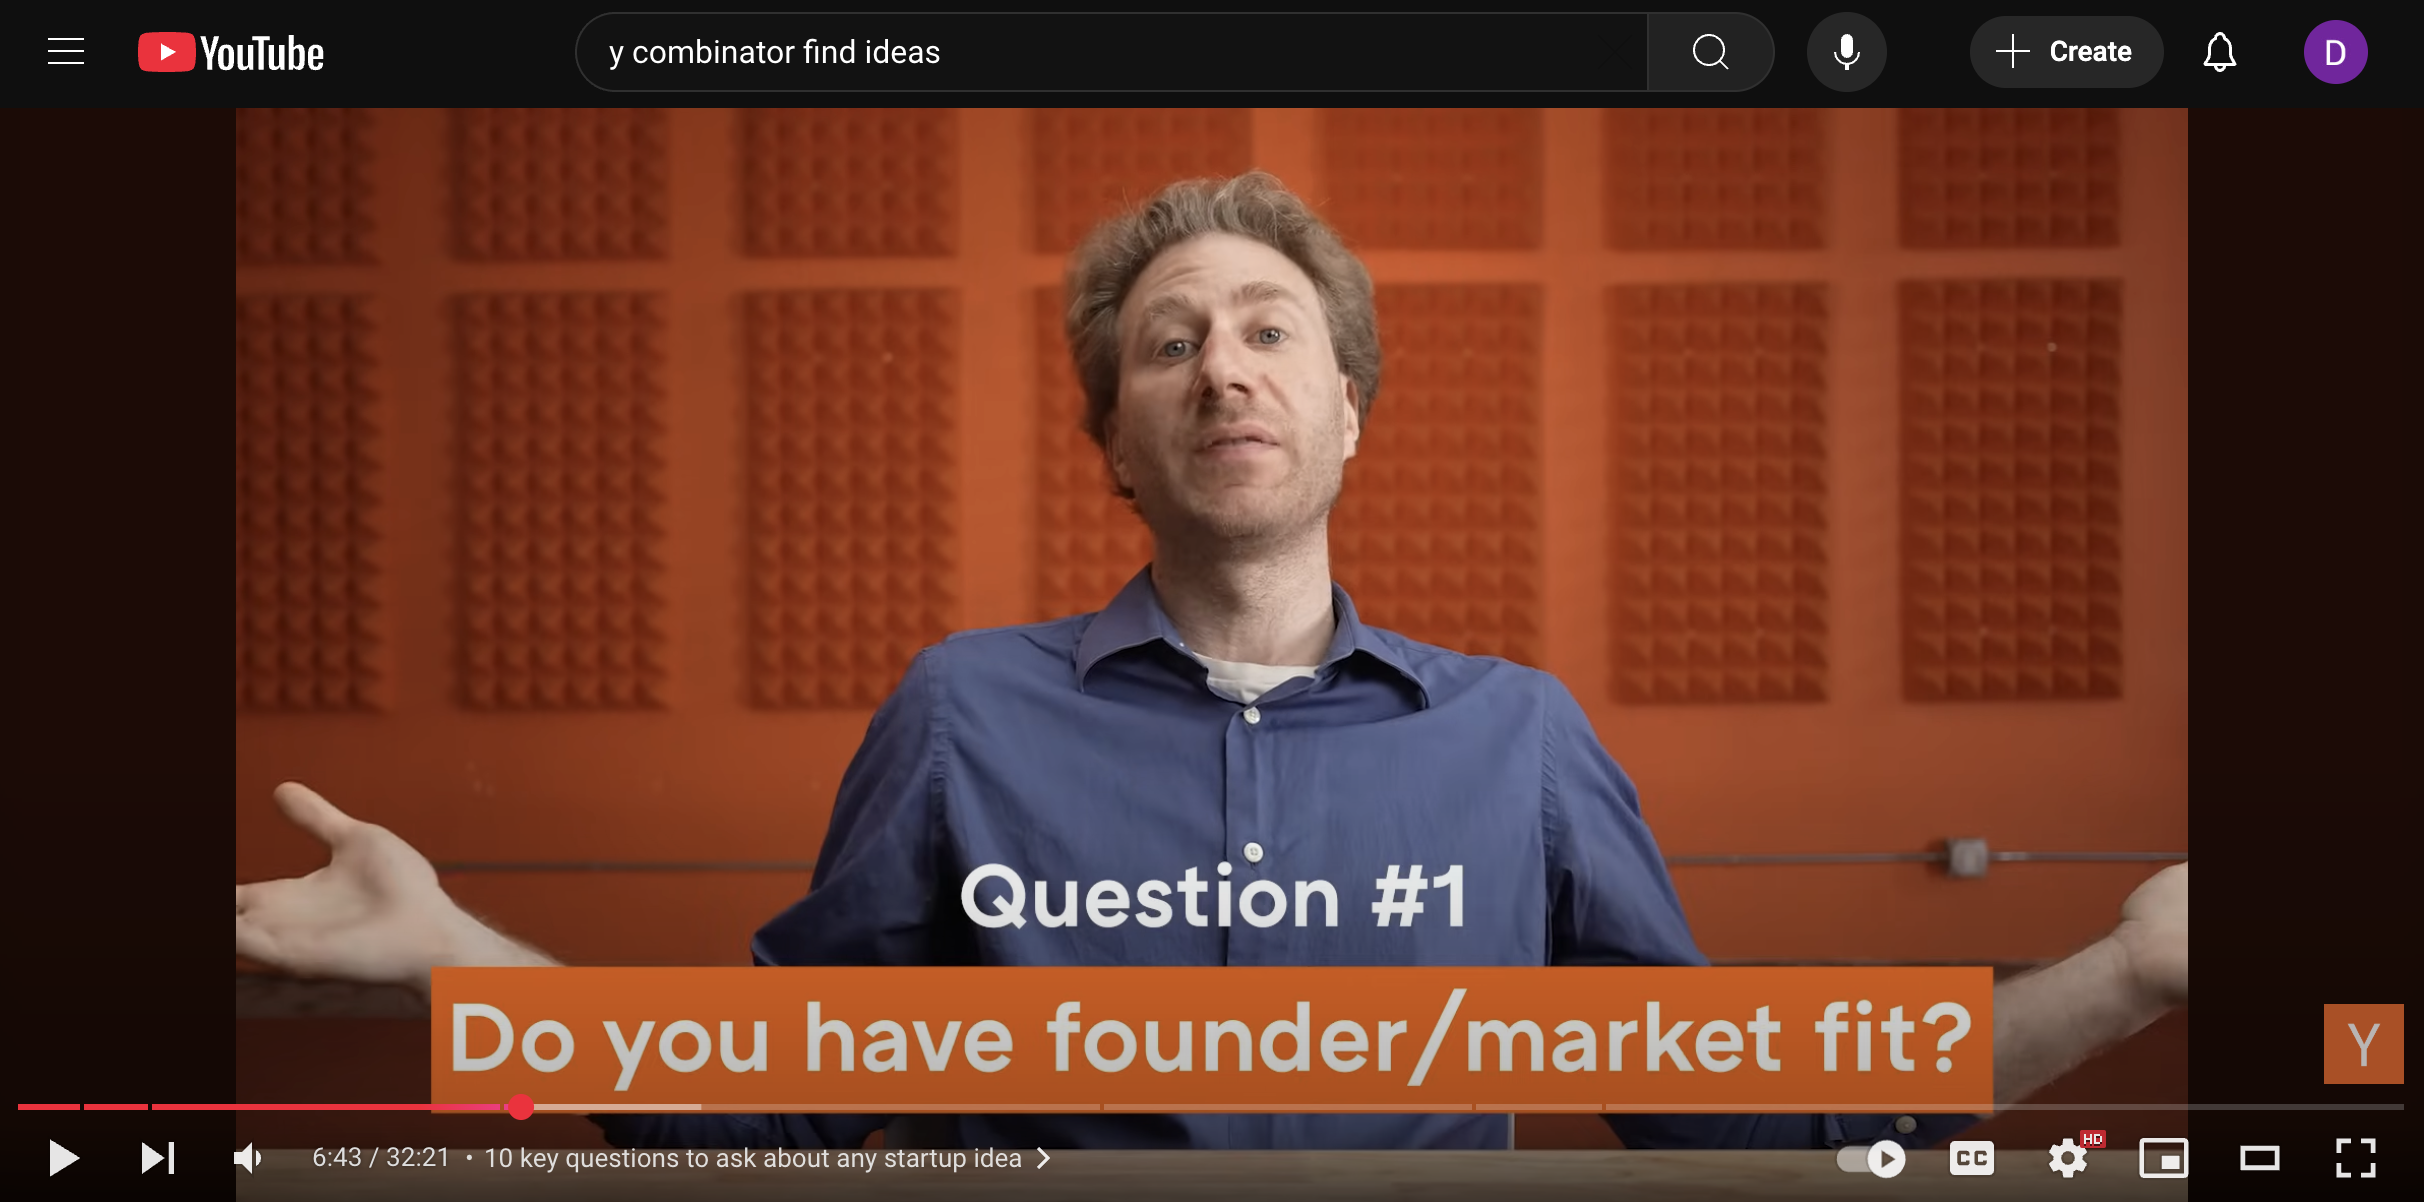 YouTube
y combinator find ideas
Create
D
Question #1
Do you have founder/market fit?
Y
6:43 / 32:21 • 10 key questions to ask about any startup idea
CC
HD